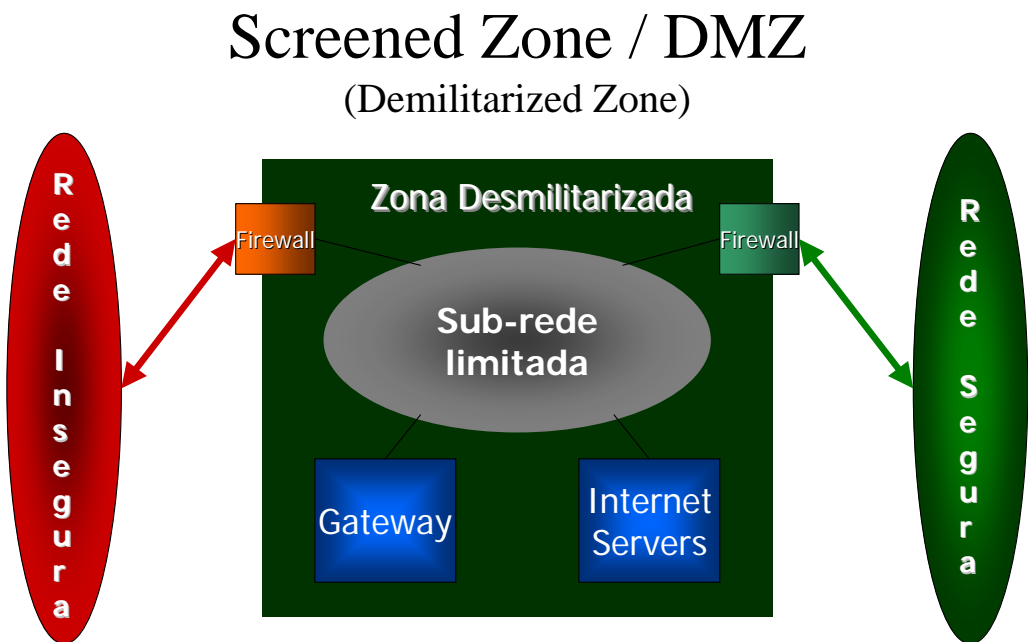 Screened Zone / DMZ
(Demilitarized Zone)
Rede Insegura
Zona Desmilitarizada
Firewall
Firewall
Sub-rede
limitada
Gateway
Internet
Servers
Rede Segura